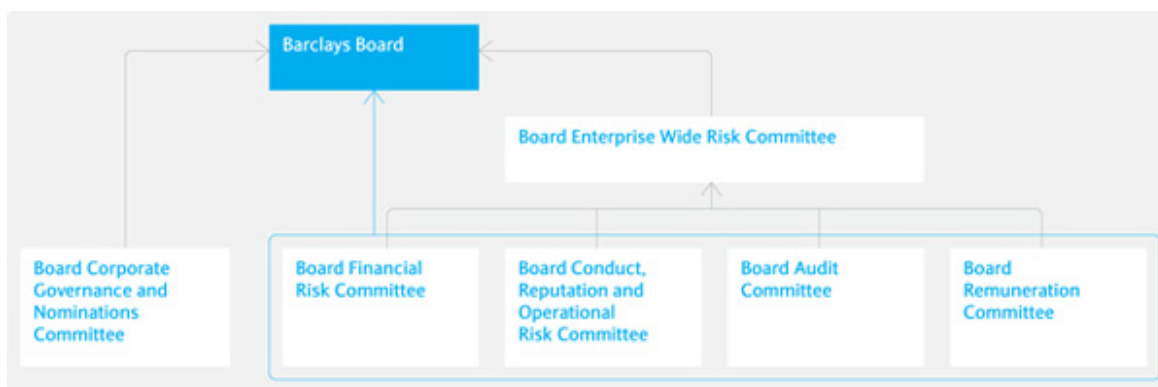 Barclays Board
Board Enterprise Wide Risk Committee
Board Corporate
Governance and
Nominations
Committee
Board Financial
Risk Committee
Board Conduct,
Reputation and
Operational
Risk Committee
Board Audit
Committee
Board
Remuneration
Committee